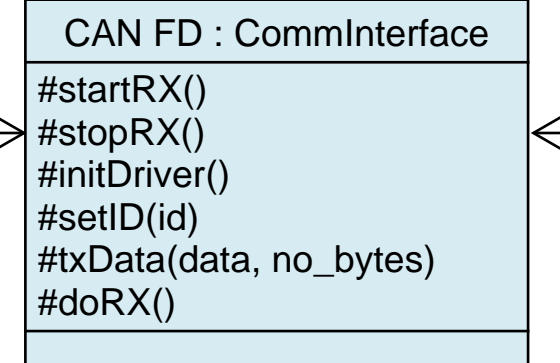 CAN FD : CommInterface
#startRX()
#stopRX()
#initDriver()
#setID(id)
#txData(data, no_bytes)
#doRX()